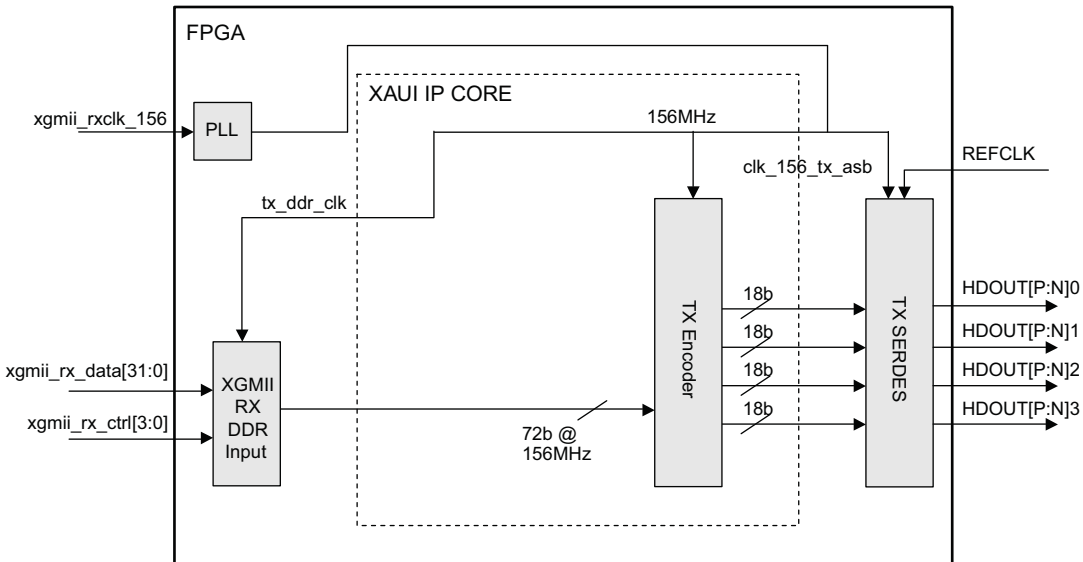 FPGA
XAUI IP CORE
xgmii_rxclk_156
PLL
156MHz
REFCLK
clk_156_tx_asb
tx_ddr_clk
HDOUT[P:N]0
18b
HDOUT[P:N]1
18b
HDOUT[P:N]2
18b
HDOUT[P:N]3
18b
TX Encoder
TX SERDES
xgmii_rx_data[31:0]
xgmii_rx_ctrl[3:0]
XGMII
RX
DDR
Input
72b @
156MHz